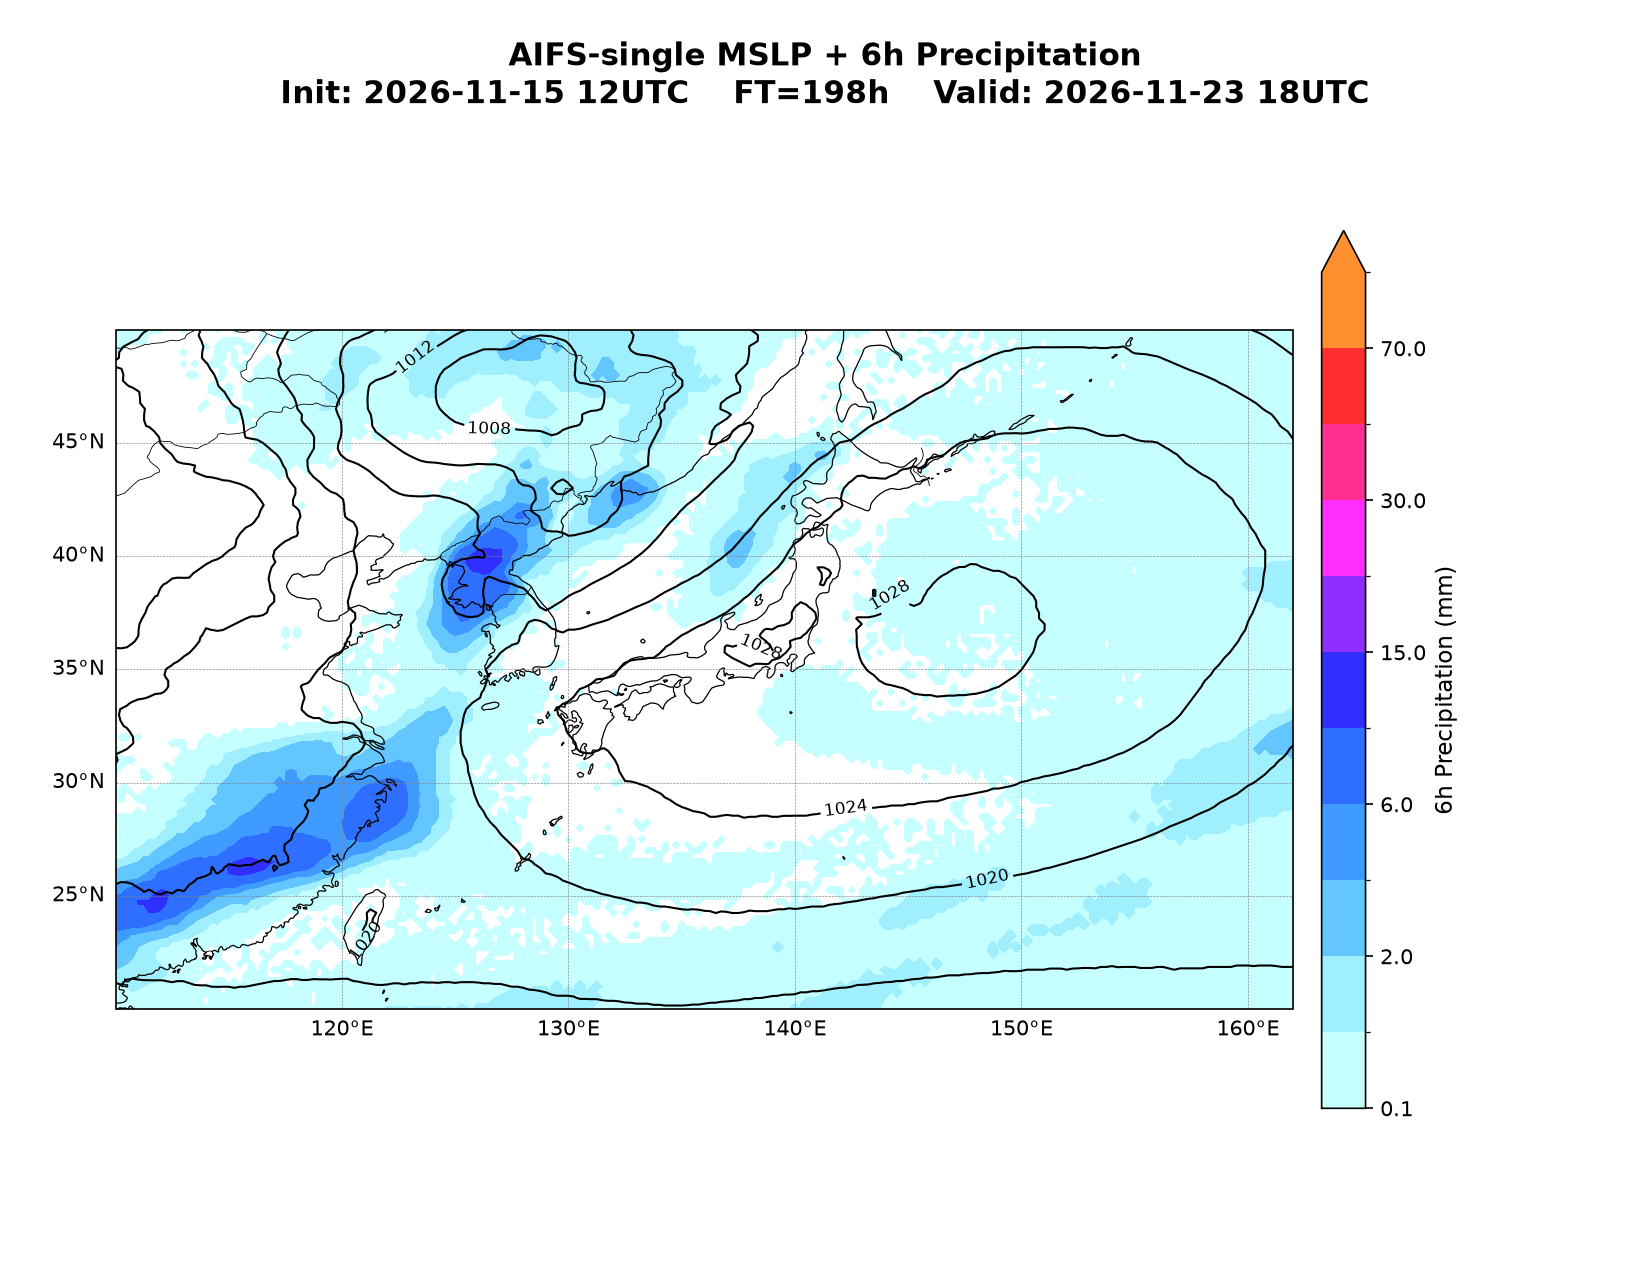 AIFS-single MSLP + 6h Precipitation
Init: 2026-11-15 12UTC    FT=198h    Valid: 2026-11-23 18UTC
1012
1008
1028
1028
1024
1020
1020
45°N
40°N
35°N
30°N
25°N
120°E
130°E
140°E
150°E
160°E
70.0
30.0
15.0
6.0
2.0
0.1
6h Precipitation (mm)